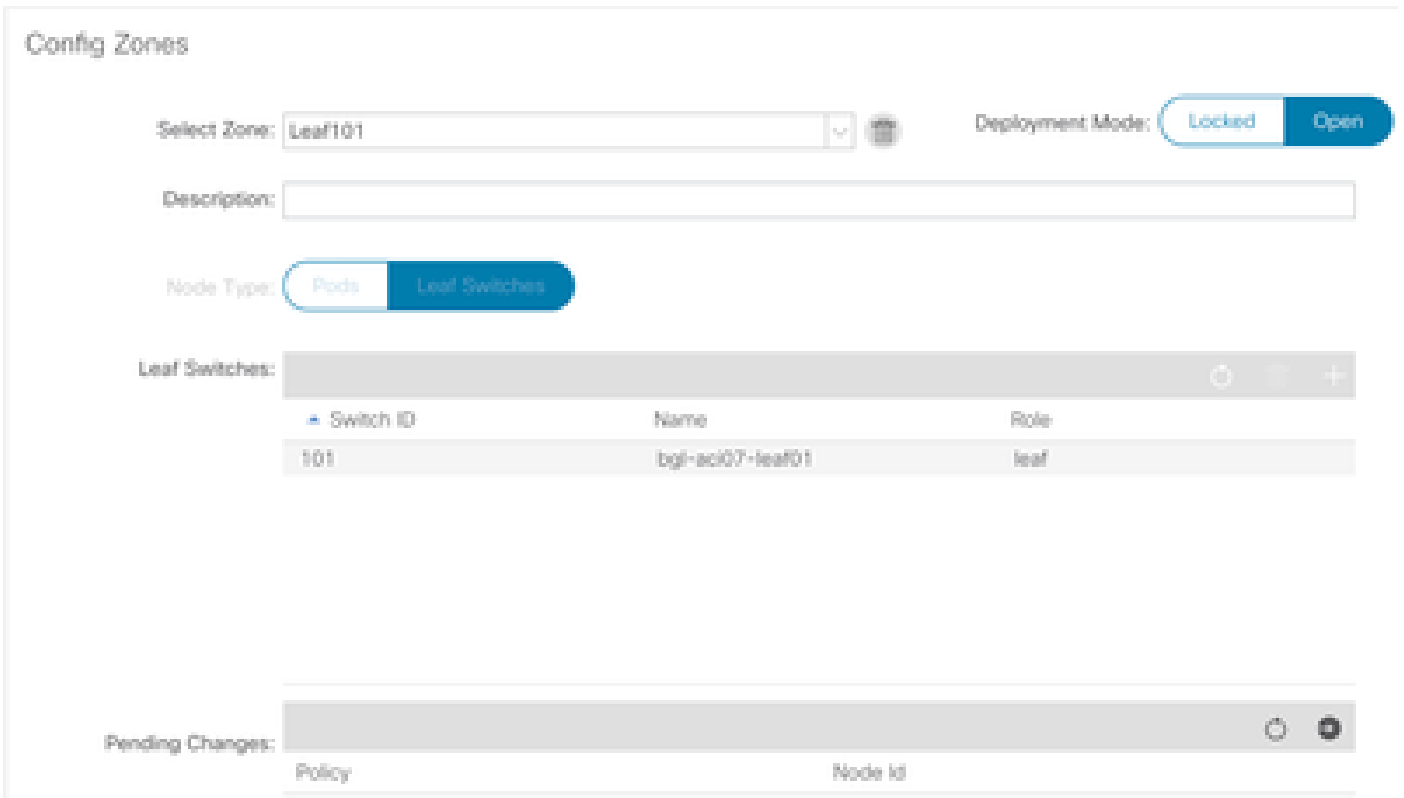 Config Zones
Select Zone: Leaf101 Deployment Mode: Locked Open
Description:
Node Type: Pods Leaf Switches
Leaf Switches:
Switch ID Name Role
101 bgl-aci07-leaf01 leaf
Pending Changes:
Policy Node Id